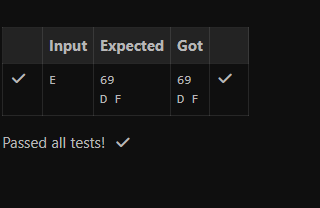 Input Expected Got
E 69 69
D F D F
Passed all tests!